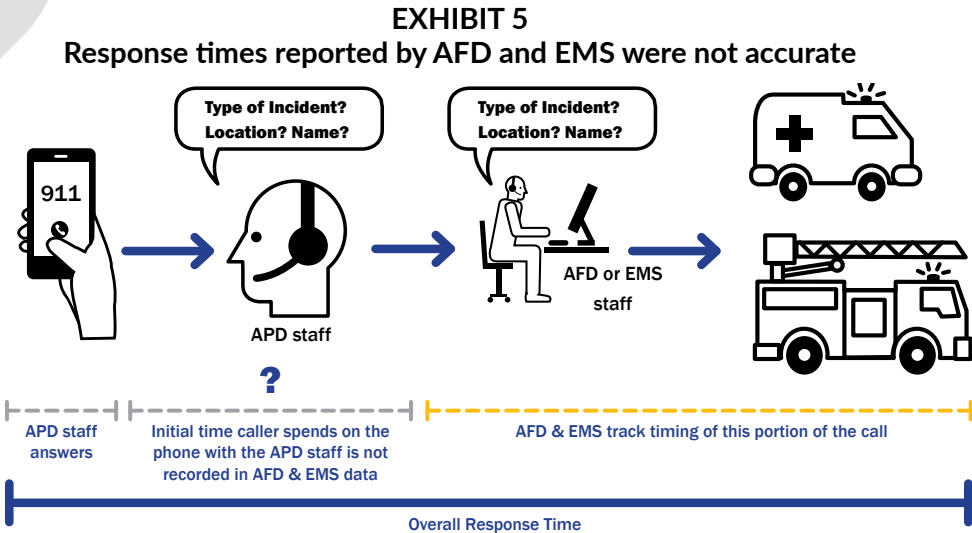 EXHIBIT 5
Response times reported by AFD and EMS were not accurate
Type of Incident?
Location? Name?
Type of Incident?
Location? Name?
911
APD staff
AFD or EMS
staff
?
APD staff
answers
Initial time caller spends on the
phone with the APD staff is not
recorded in AFD & EMS data
AFD & EMS track timing of this portion of the call
Overall Response Time